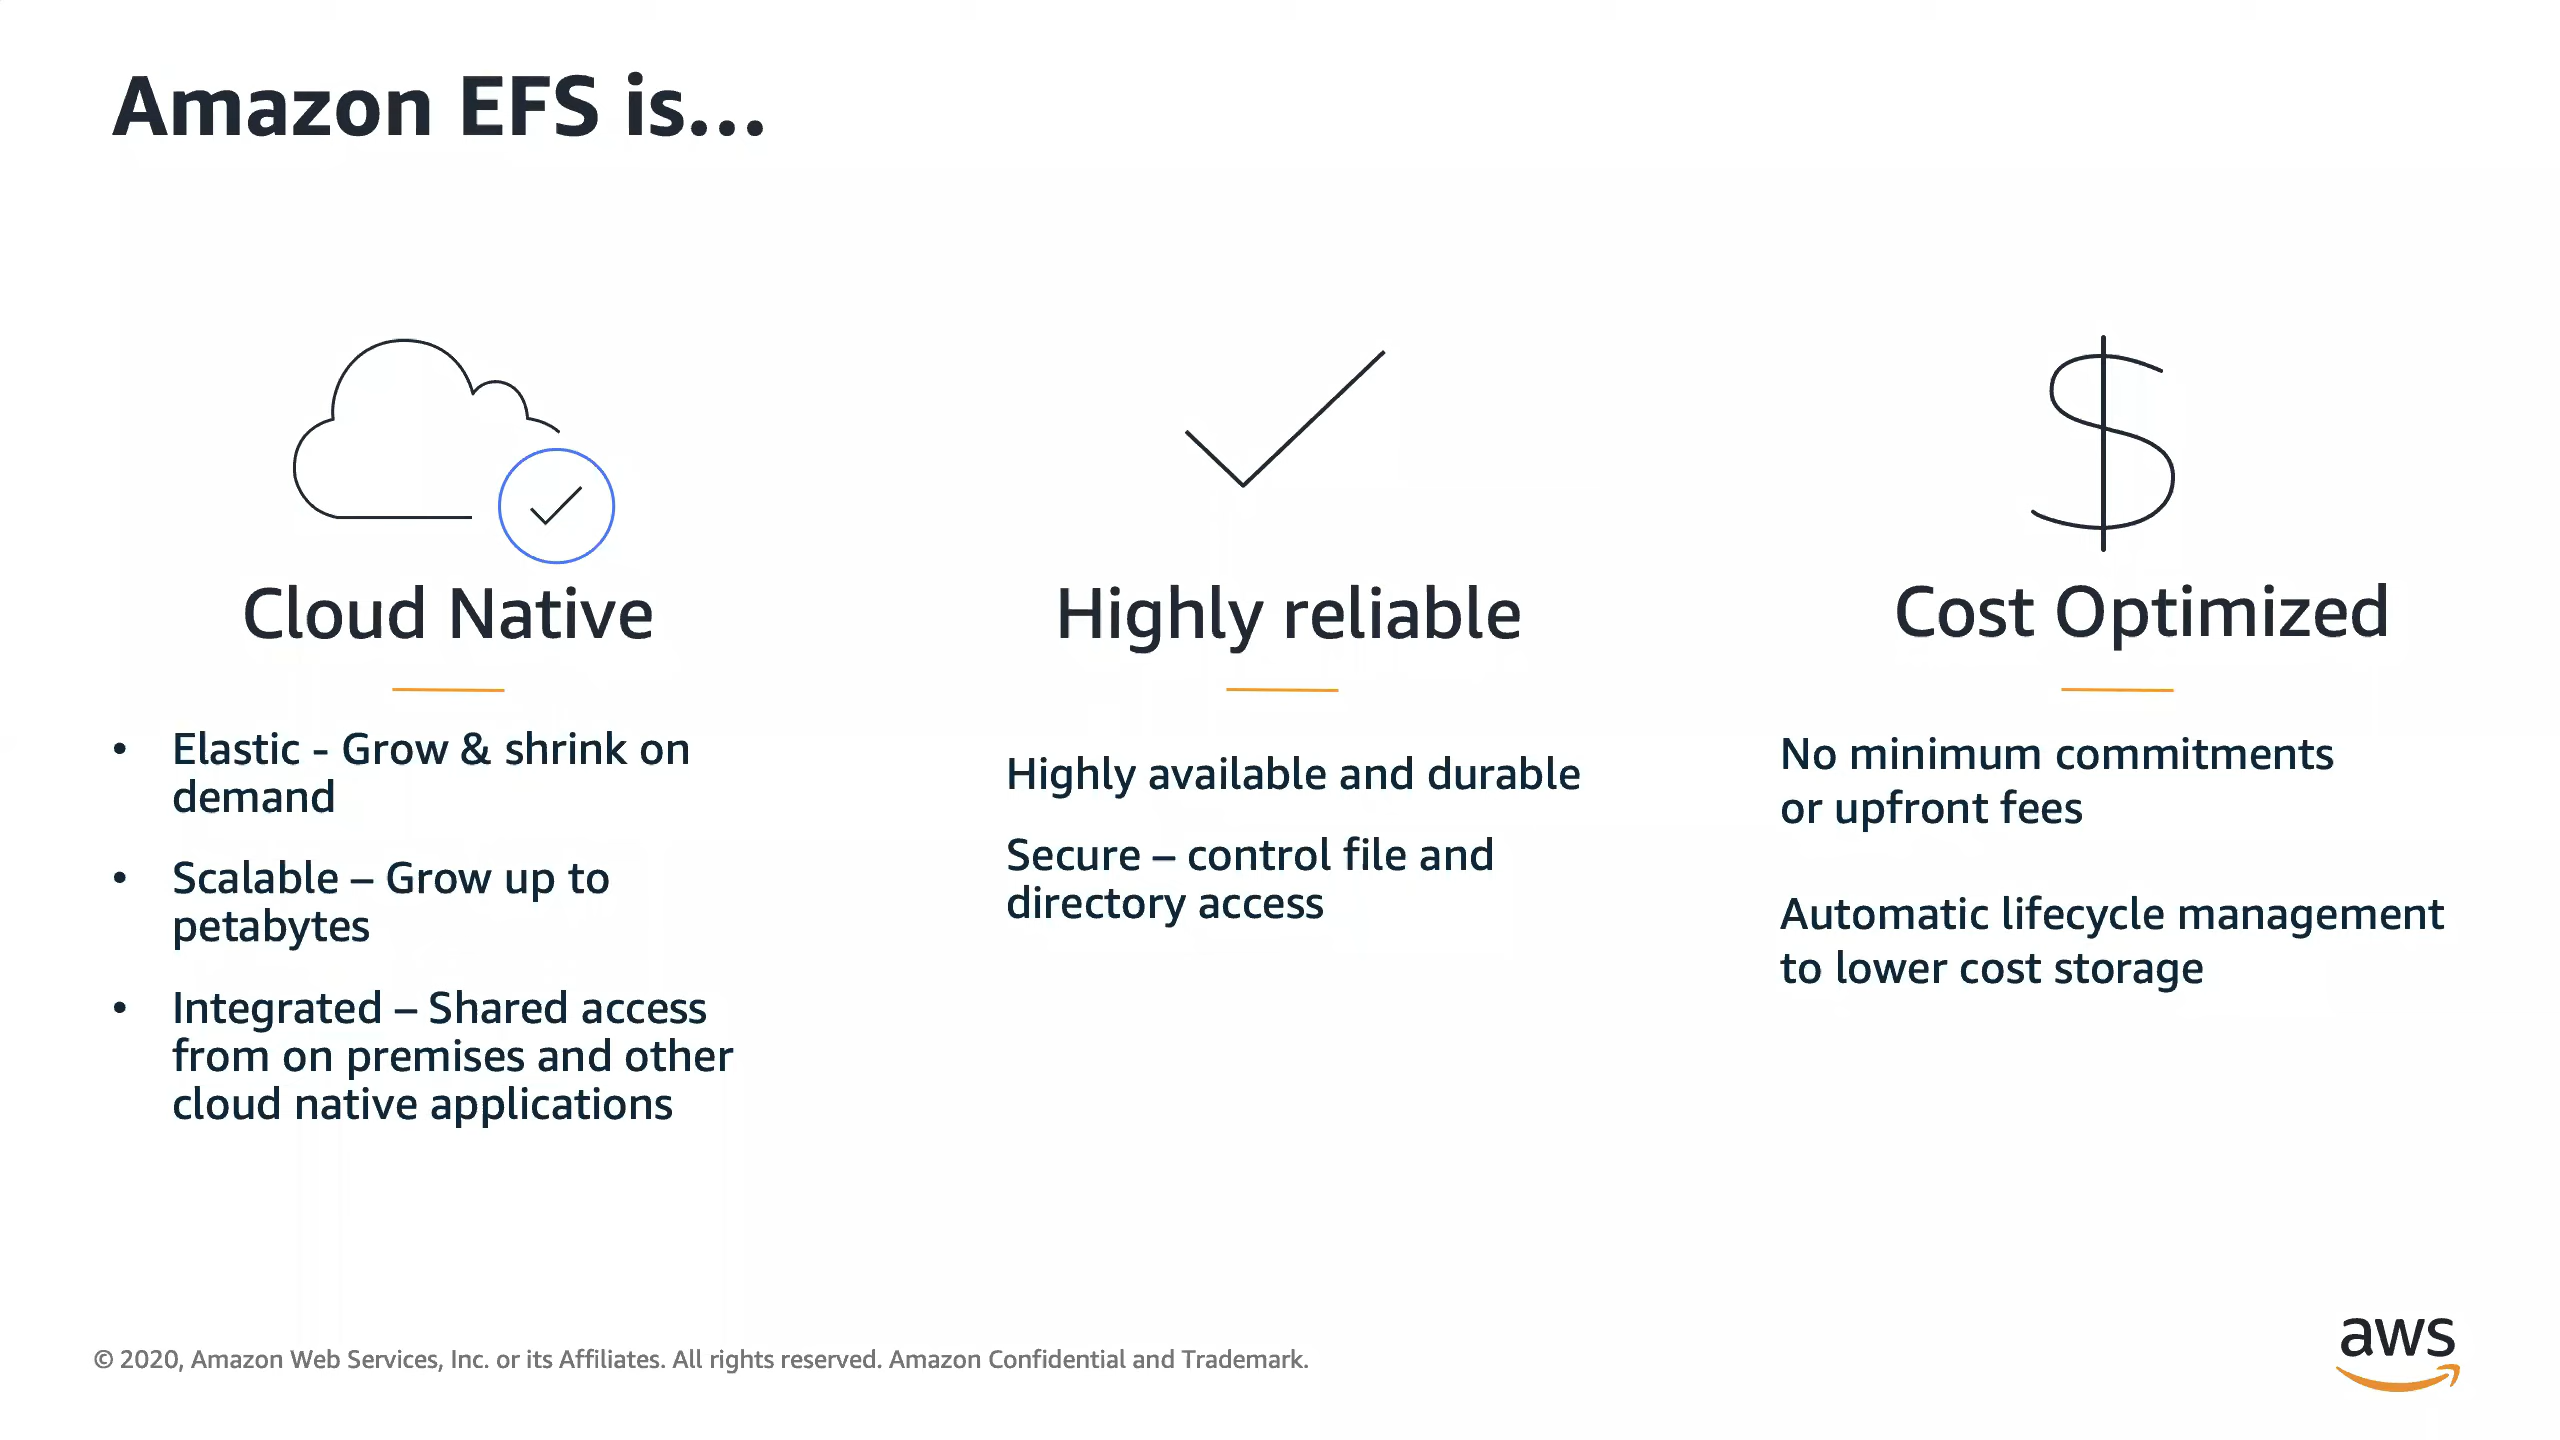 Amazon EFS is...
Cloud Native
• Elastic - Grow & shrink on
demand
• Scalable – Grow up to
petabytes
• Integrated – Shared access
from on premises and other
cloud native applications
Highly reliable
Highly available and durable
Secure – control file and
directory access
$
Cost Optimized
No minimum commitments
or upfront fees
Automatic lifecycle management
to lower cost storage
© 2020, Amazon Web Services, Inc. or its Affiliates. All rights reserved. Amazon Confidential and Trademark.
aws